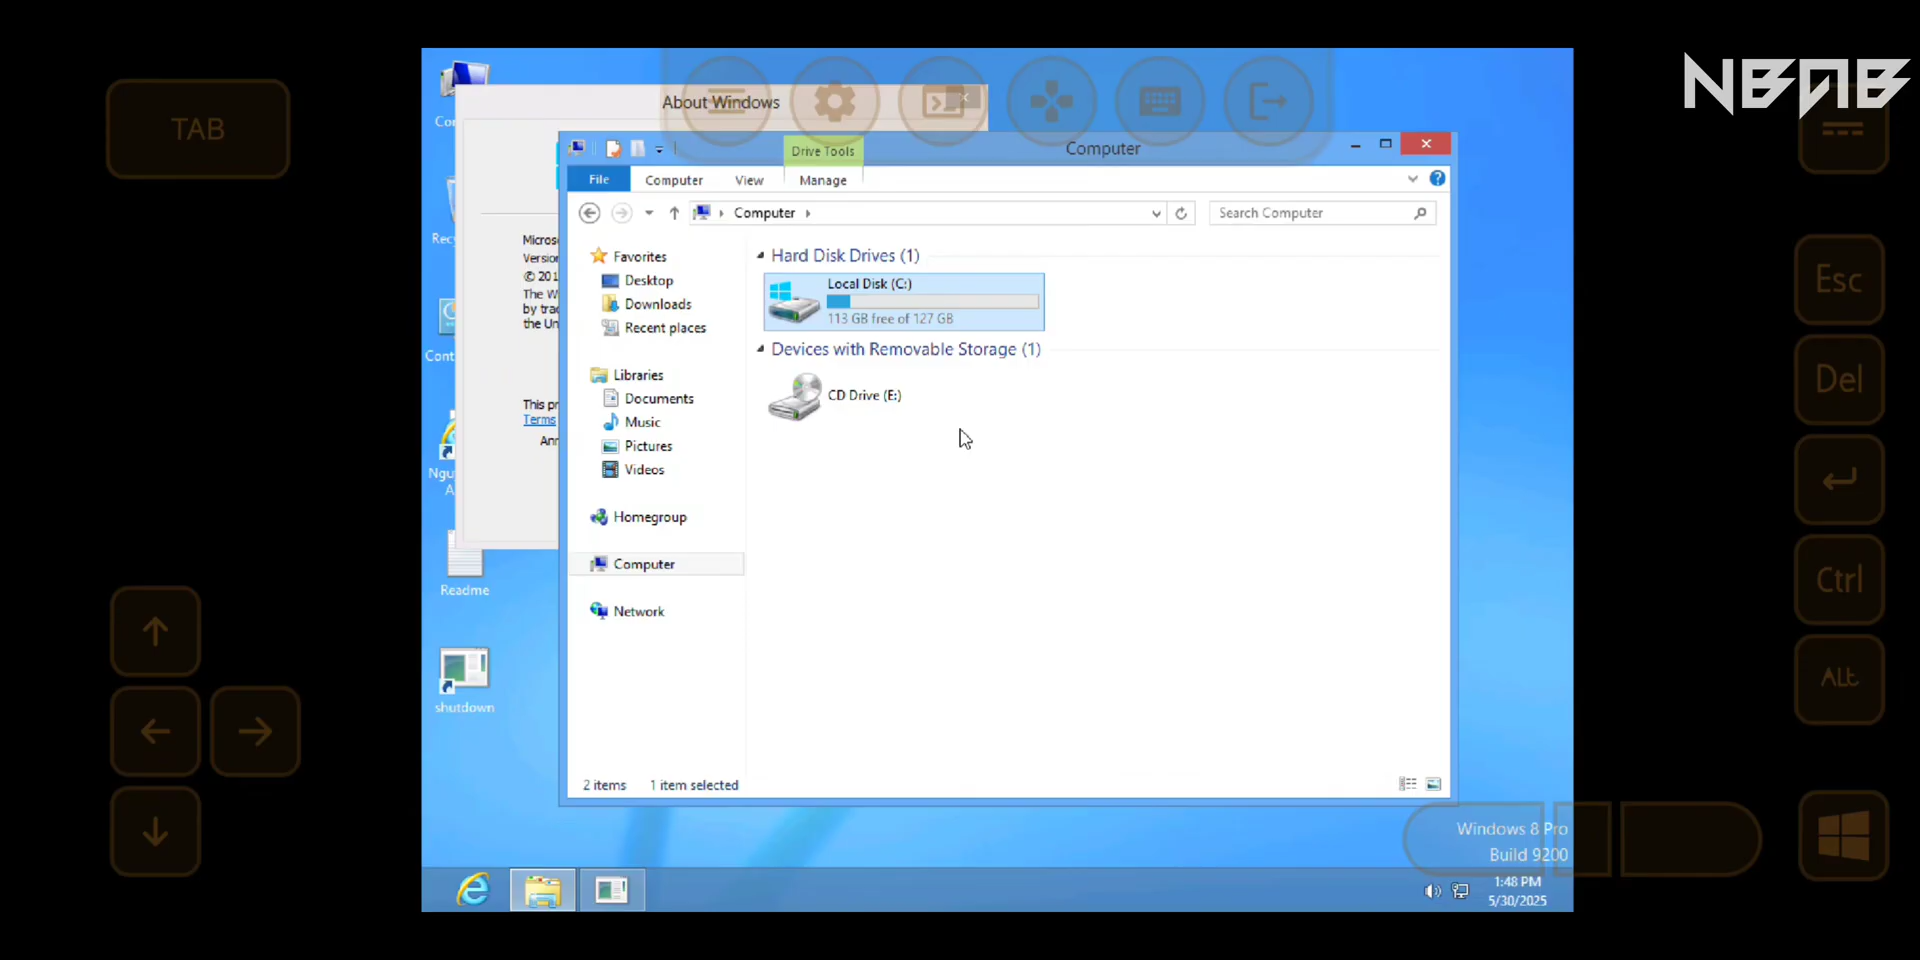 NBAB
TAB
About Windows
Drive Tools
Computer
File
Computer
View
Manage
Computer
Search Computer
Favorites
Desktop
Downloads
Recent places
Libraries
Documents
Music
Pictures
Videos
Homegroup
Computer
Network
Hard Disk Drives (1)
Local Disk (C:)
113 GB free of 127 GB
Devices with Removable Storage (1)
CD Drive (E:)
2 items
1 item selected
Terms
Readme
shutdown
Esc
Del
Ctrl
ALt
Windows 8 Pro
Build 9200
1:48 PM
5/30/2025